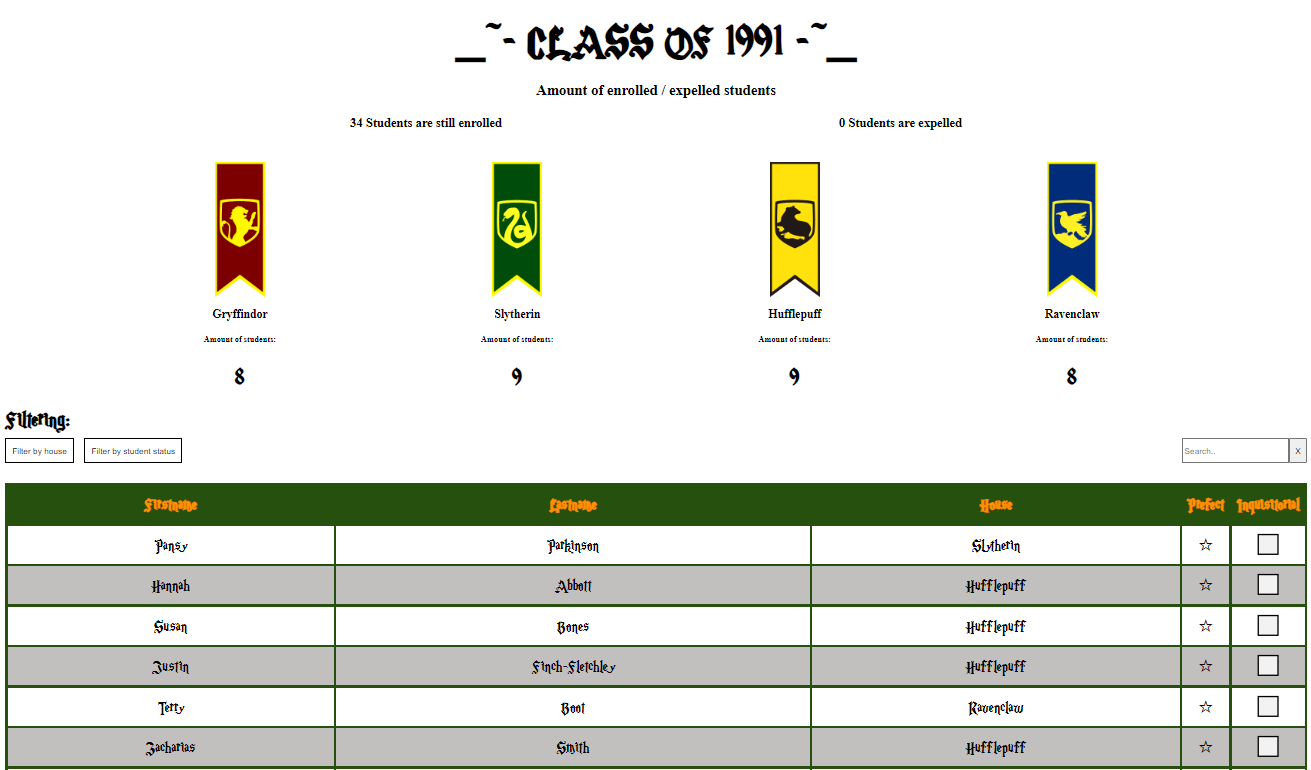 _~- CLASS OF 1991 -~_
Amount of enrolled / expelled students
34 Students are still enrolled 0 Students are expelled
Gryffindor Slytherin Hufflepuff Ravenclaw
Amount of students: Amount of students: Amount of students: Amount of students:
8 9 9 8
Filtering:
Filter by house Filter by student status Search.. X
Firstname Lastname House Prefect Inquisitorial
Pansy Parkinson Slytherin ☆
Hannah Abbott Hufflepuff ☆
Susan Bones Hufflepuff ☆
Justin Finch-Fletchley Hufflepuff ☆
Terry Boot Ravenclaw ☆
Zacharias Smith Hufflepuff ☆